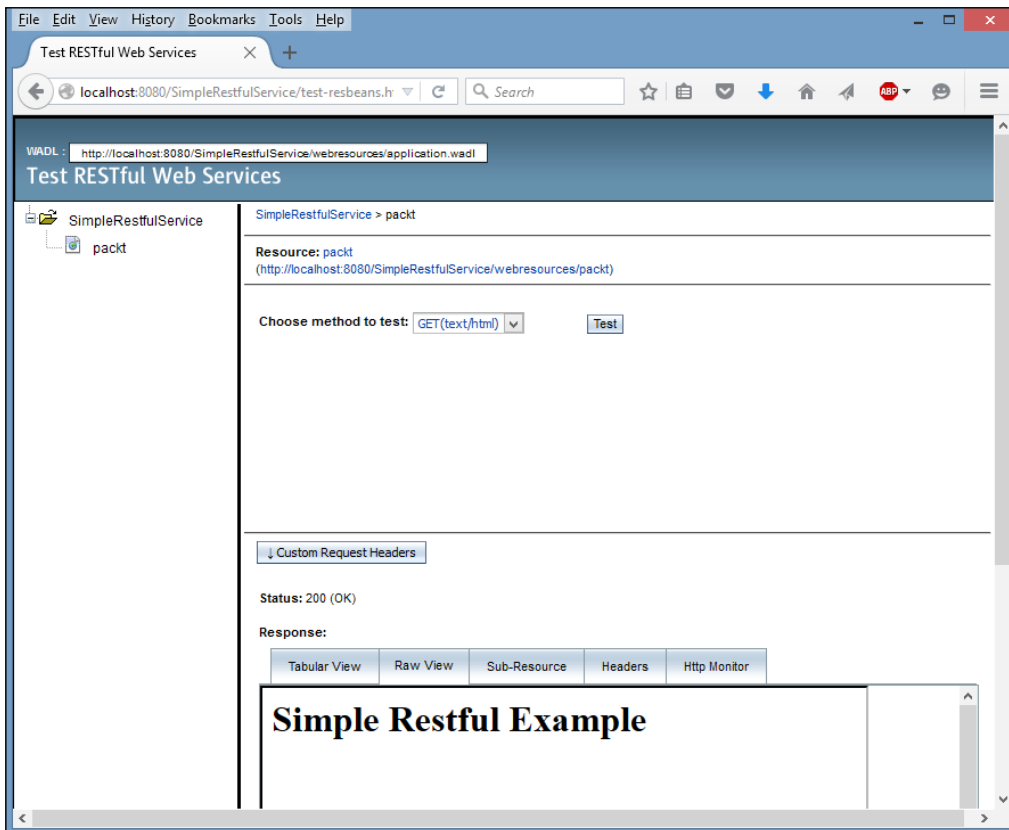 File Edit View History Bookmarks Tools Help
Test RESTful Web Services
localhost:8080/SimpleRestfulService/test-resbeans.h
Search
ABP
WADL : http://localhost:8080/SimpleRestfulService/webresources/application.wadl
Test RESTful Web Services
SimpleRestfulService
packt
SimpleRestfulService > packt
Resource: packt
(http://localhost:8080/SimpleRestfulService/webresources/packt)
Choose method to test: GET(text/html) Test
↓ Custom Request Headers
Status: 200 (OK)
Response:
Tabular View Raw View Sub-Resource Headers Http Monitor
Simple Restful Example